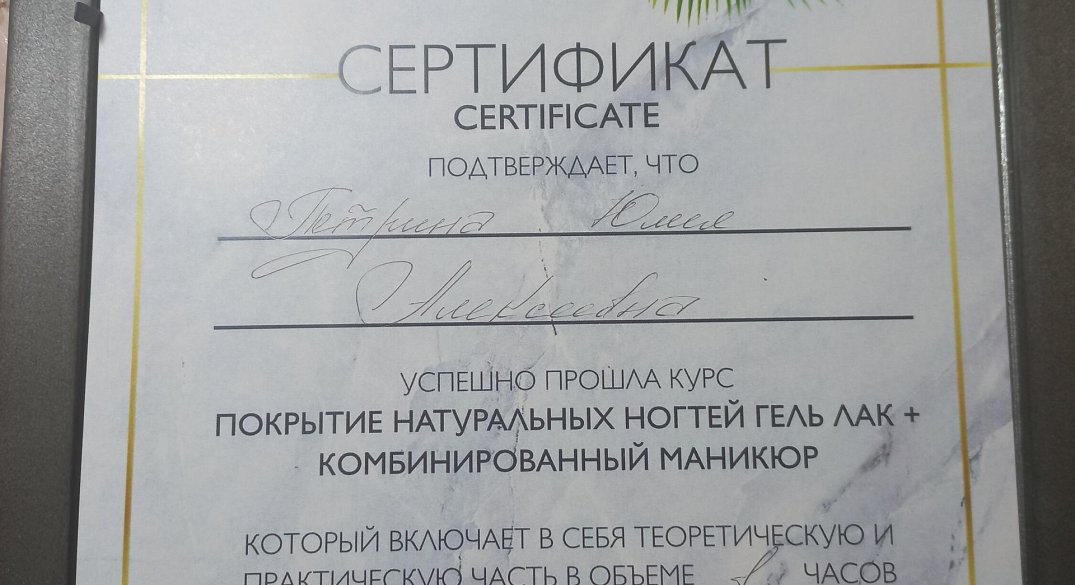 СЕРТИФИКАТ
CERTIFICATE
ПОДТВЕРЖДАЕТ, ЧТО
Петрина Юлия
Алексеевна
УСПЕШНО ПРОШЛА КУРС
ПОКРЫТИЕ НАТУРАЛЬНЫХ НОГТЕЙ ГЕЛЬ ЛАК +
КОМБИНИРОВАННЫЙ МАНИКЮР
КОТОРЫЙ ВКЛЮЧАЕТ В СЕБЯ ТЕОРЕТИЧЕСКУЮ И
ПРАКТИЧЕСКУЮ ЧАСТЬ В ОБЪЕМЕ ЧАСОВ